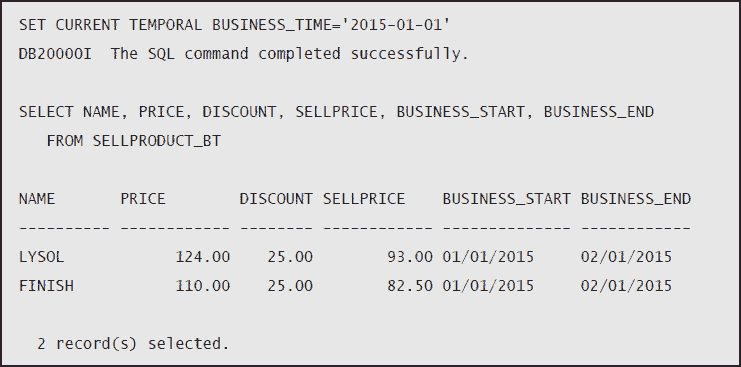 SET CURRENT TEMPORAL BUSINESS_TIME='2015-01-01'
DB20000I  The SQL command completed successfully.
SELECT NAME, PRICE, DISCOUNT, SELLPRICE, BUSINESS_START, BUSINESS_END
   FROM SELLPRODUCT_BT
NAME       PRICE        DISCOUNT SELLPRICE    BUSINESS_START BUSINESS_END
---------- ------------ -------- ------------ -------------- ------------
LYSOL            124.00    25.00        93.00 01/01/2015     02/01/2015
FINISH           110.00    25.00        82.50 01/01/2015     02/01/2015
  2 record(s) selected.